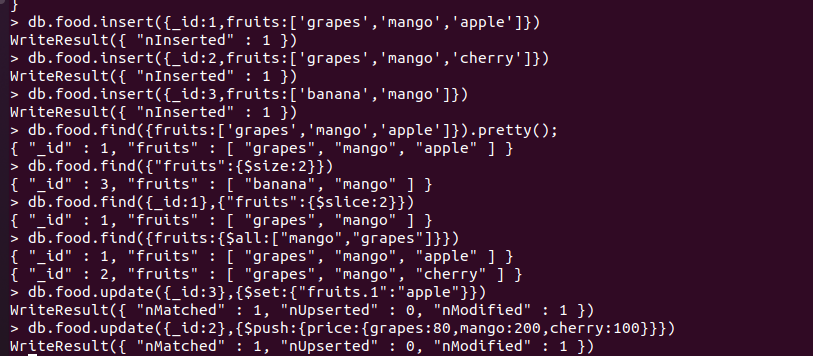 }
> db.food.insert({_id:1,fruits:['grapes','mango','apple']})
WriteResult({ "nInserted" : 1 })
> db.food.insert({_id:2,fruits:['grapes','mango','cherry']})
WriteResult({ "nInserted" : 1 })
> db.food.insert({_id:3,fruits:['banana','mango']})
WriteResult({ "nInserted" : 1 })
> db.food.find({fruits:['grapes','mango','apple']}).pretty();
{ "_id" : 1, "fruits" : [ "grapes", "mango", "apple" ] }
> db.food.find({"fruits":{$size:2}})
{ "_id" : 3, "fruits" : [ "banana", "mango" ] }
> db.food.find({_id:1},{"fruits":{$slice:2}})
{ "_id" : 1, "fruits" : [ "grapes", "mango" ] }
> db.food.find({fruits:{$all:["mango","grapes"]}})
{ "_id" : 1, "fruits" : [ "grapes", "mango", "apple" ] }
{ "_id" : 2, "fruits" : [ "grapes", "mango", "cherry" ] }
> db.food.update({_id:3},{$set:{"fruits.1":"apple"}})
WriteResult({ "nMatched" : 1, "nUpserted" : 0, "nModified" : 1 })
> db.food.update({_id:2},{$push:{price:{grapes:80,mango:200,cherry:100}}})
WriteResult({ "nMatched" : 1, "nUpserted" : 0, "nModified" : 1 })